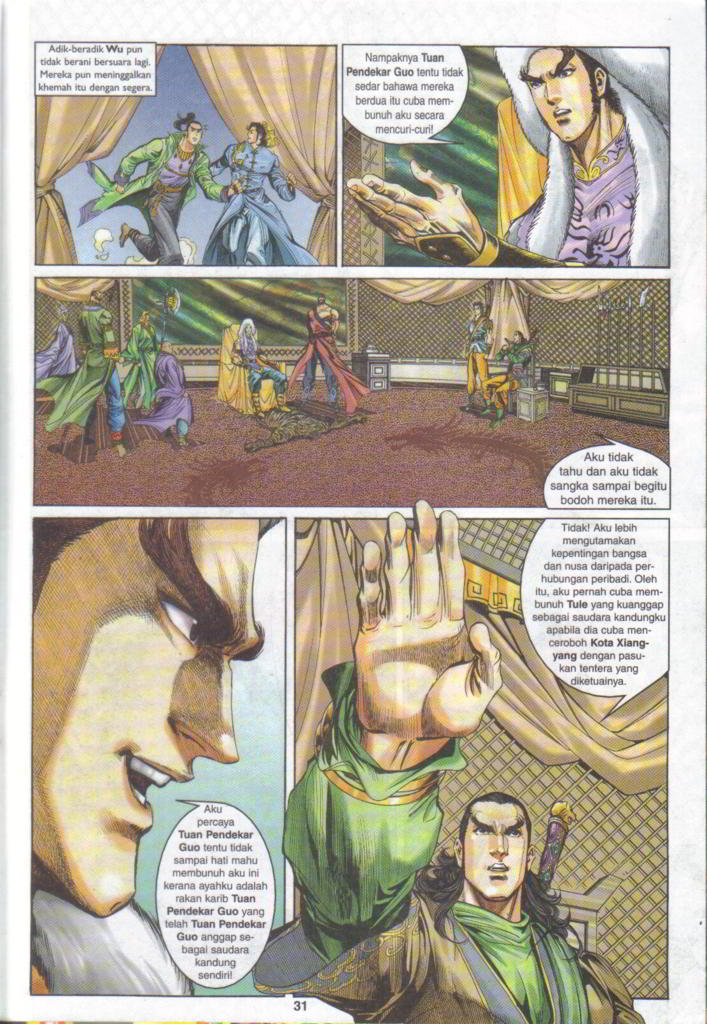 Adik-beradik Wu pun
tidak berani bersuara lagi.
Mereka pun meninggalkan
khemah itu dengan segera.
Nampaknya Tuan
Pendekar Guo tentu tidak
sedar bahawa mereka
berdua itu cuba mem-
bunuh aku secara
mencuri-curi!
Aku tidak
tahu dan aku tidak
sangka sampai begitu
bodoh mereka itu.
Aku
percaya
Tuan Pendekar
Guo tentu tidak
sampai hati mahu
membunuh aku ini
kerana ayahku adalah
rakan karib Tuan
Pendekar Guo yang
telah Tuan Pendekar
Guo anggap se-
bagai saudara
kandung
sendiri!
Tidak! Aku lebih
mengutamakan
kepentingan bangsa
dan nusa daripada per-
hubungan peribadi. Oleh
itu, aku pernah cuba mem-
bunuh Tule yang kuanggap
sebagai saudara kandungku
apabila dia cuba men-
ceroboh Kota Xiang-
yang dengan pasu-
kan tentera yang
diketuainya.
31